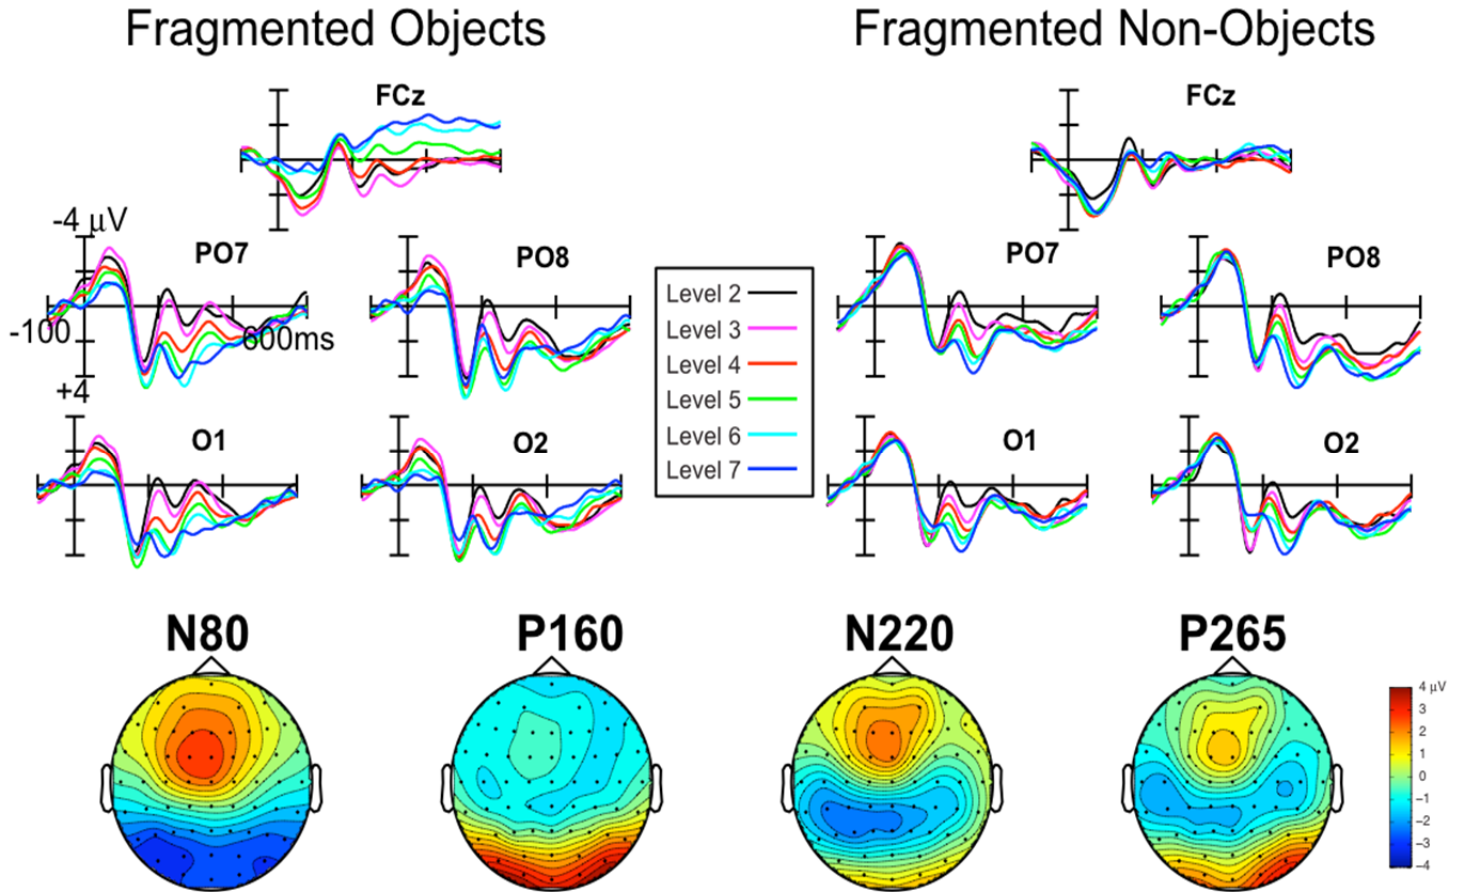 Fragmented Objects
Fragmented Non-Objects
FCz
FCz
-4 µV
PO7
PO8
PO7
PO8
-100
600ms
+4
Level 2
Level 3
Level 4
Level 5
Level 6
Level 7
O1
O2
O1
O2
N80
P160
N220
P265
4 µV
3
2
1
0
−1
−2
−3
−4